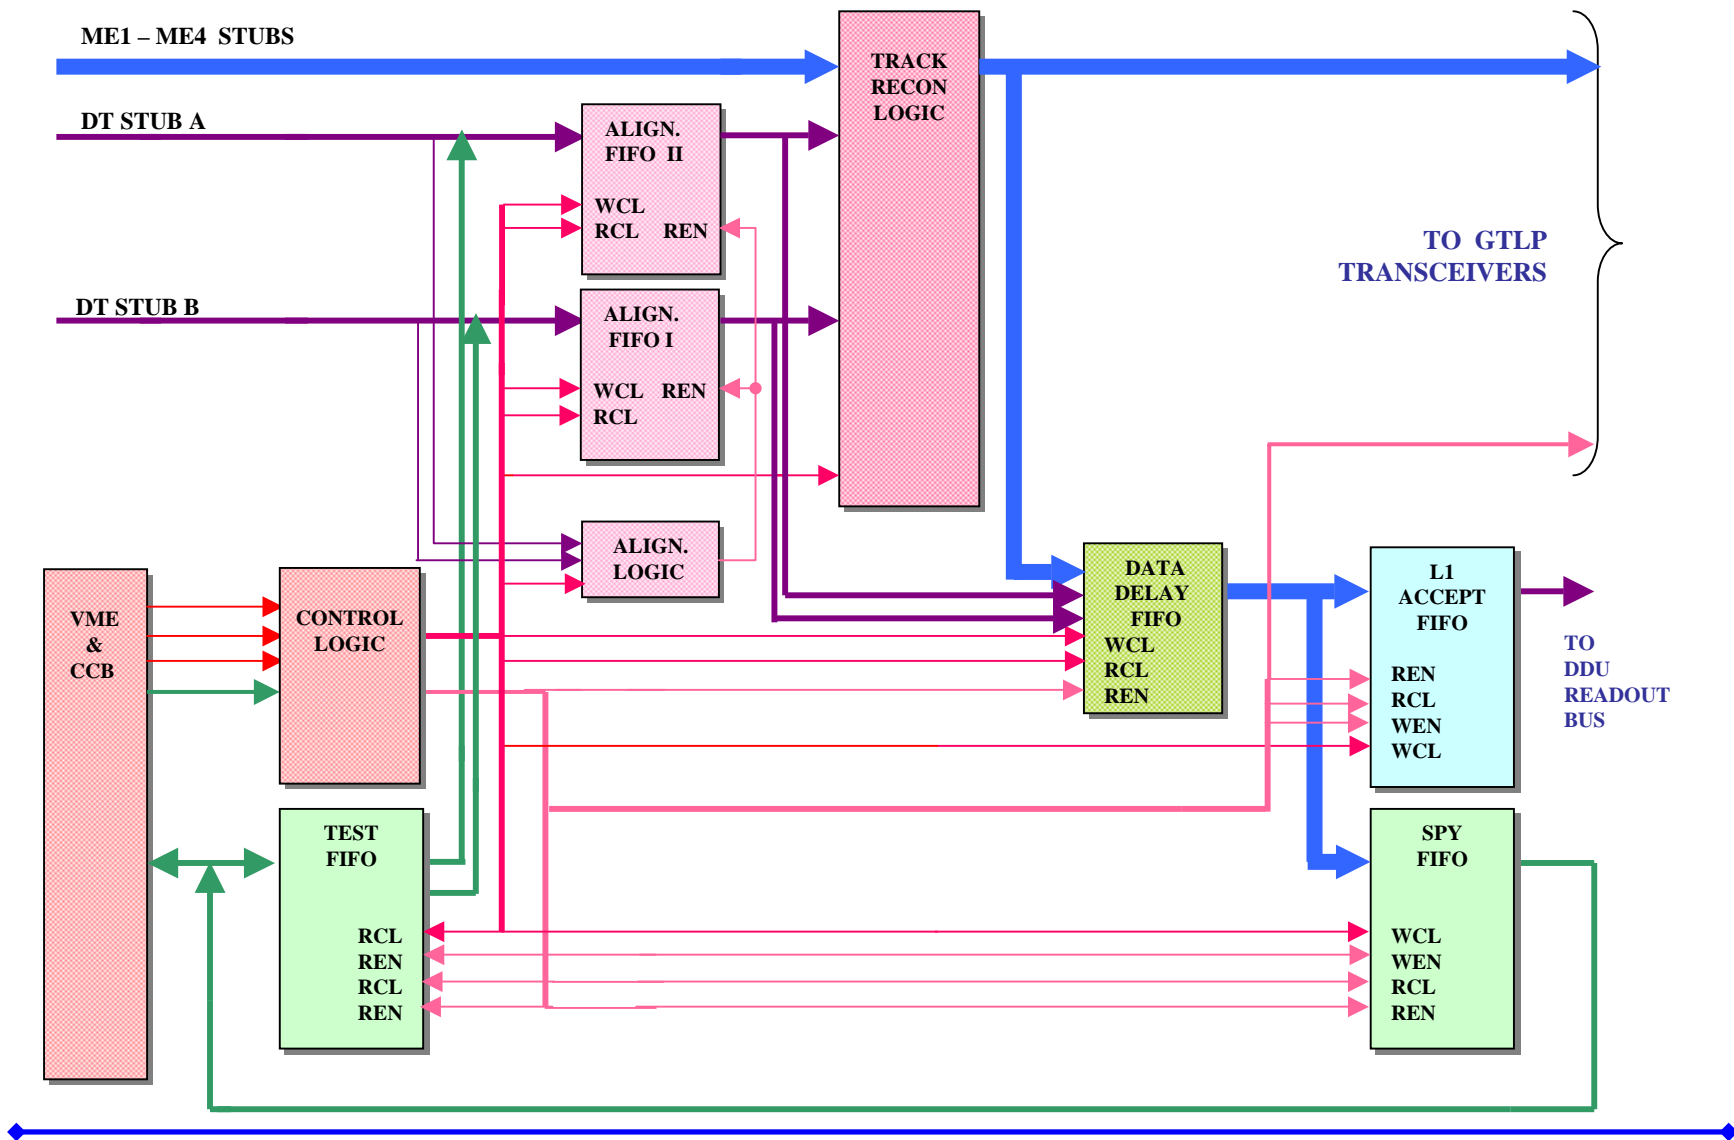 ME1 – ME4 STUBS
DT STUB A
DT STUB B
ALIGN.
FIFO II
WCL
RCL REN
ALIGN.
FIFO I
WCL REN
RCL
ALIGN.
LOGIC
TRACK
RECON
LOGIC
TO GTLP
TRANSCEIVERS
VME
&
CCB
CONTROL
LOGIC
DATA
DELAY
FIFO
WCL
RCL
REN
L1
ACCEPT
FIFO
REN
RCL
WEN
WCL
TO
DDU
READOUT
BUS
TEST
FIFO
RCL
REN
RCL
REN
SPY
FIFO
WCL
WEN
RCL
REN